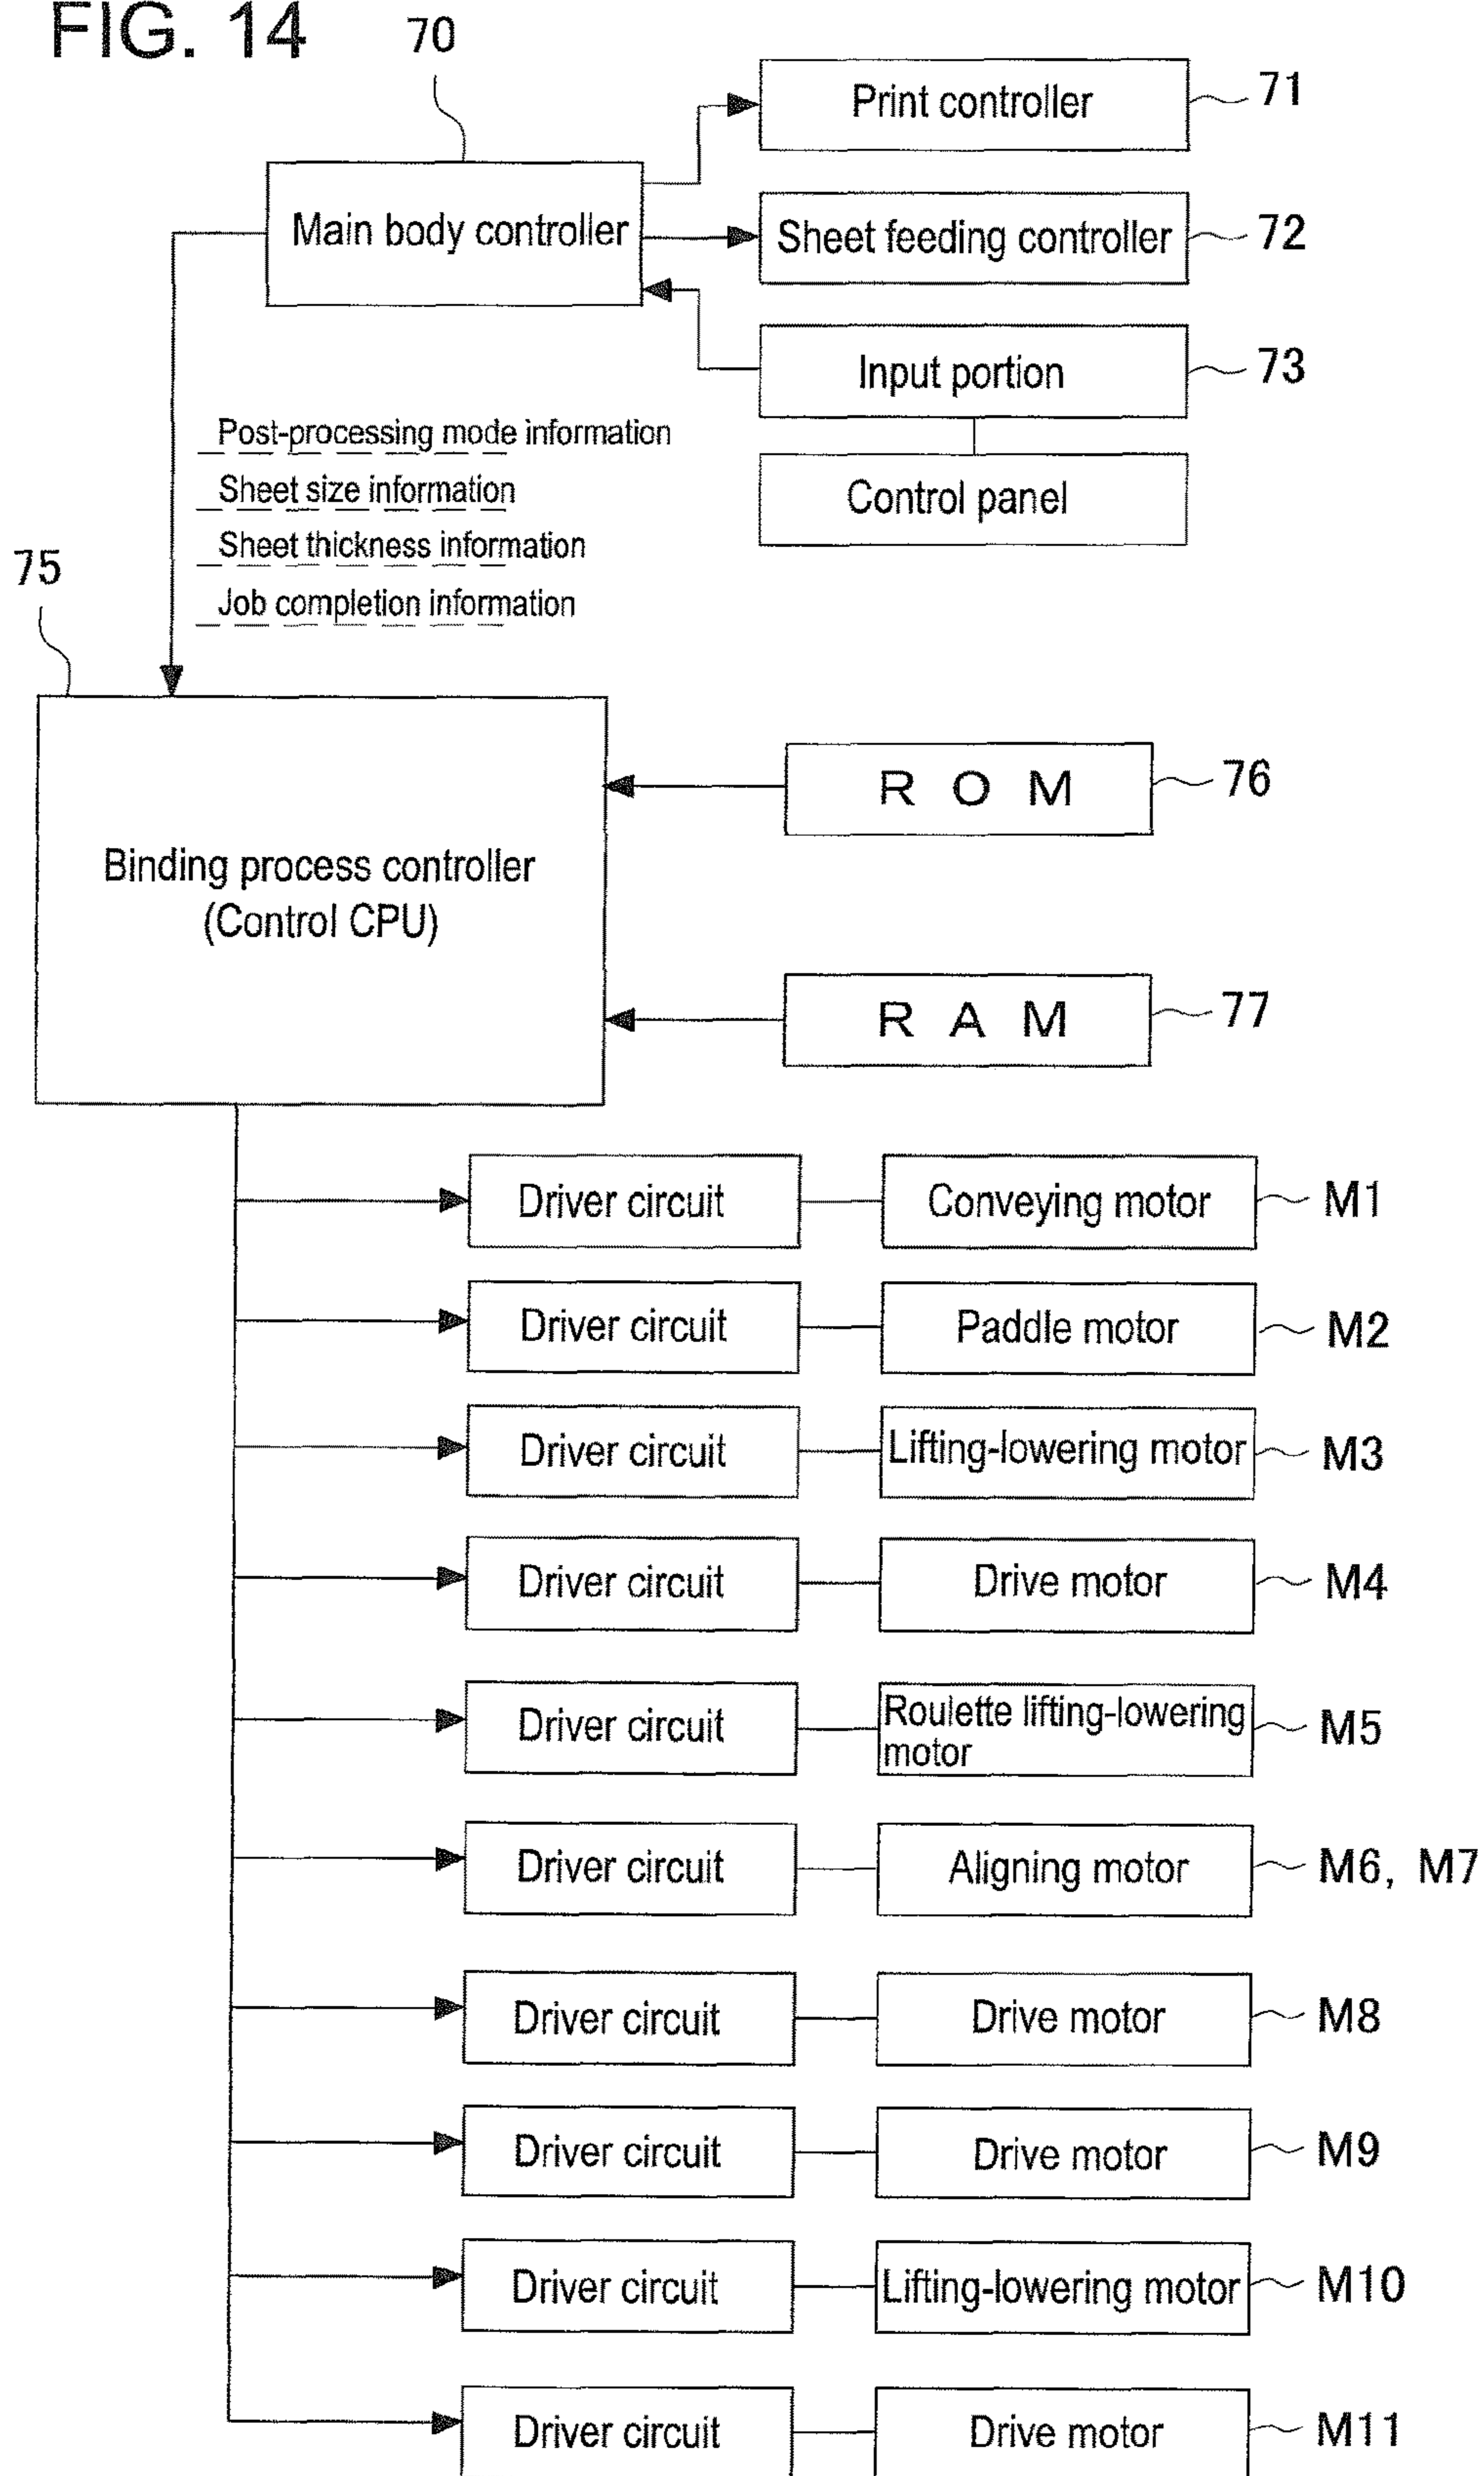 FIG. 14
70
Print controller
71
Main body controller
Sheet feeding controller
72
Input portion
73
Control panel
Post-processing mode information
Sheet size information
Sheet thickness information
Job completion information
75
Binding process controller
(Control CPU)
R O M
76
R A M
77
Driver circuit
Conveying motor
M1
Driver circuit
Paddle motor
M2
Driver circuit
Lifting-lowering motor
M3
Driver circuit
Drive motor
M4
Driver circuit
Roulette lifting-lowering
motor
M5
Driver circuit
Aligning motor
M6, M7
Driver circuit
Drive motor
M8
Driver circuit
Drive motor
M9
Driver circuit
Lifting-lowering motor
M10
Driver circuit
Drive motor
M11